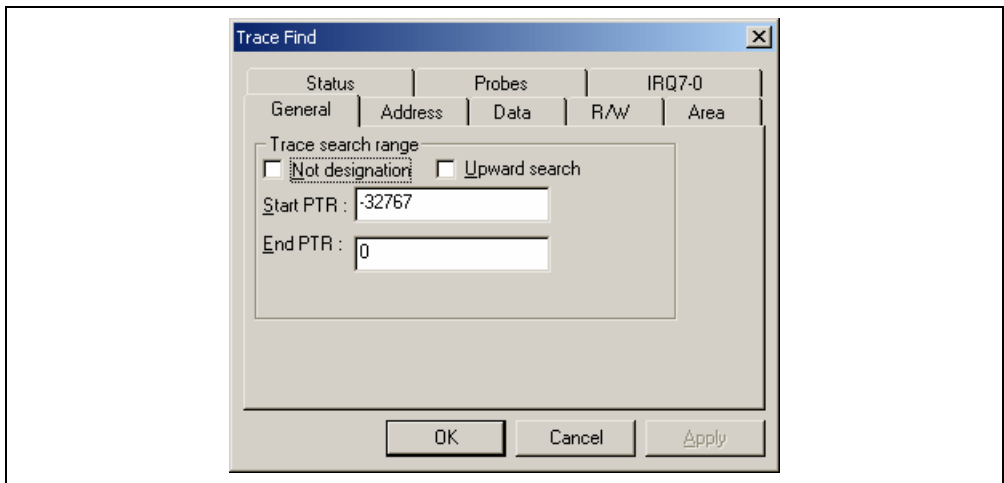 Trace Find
Status Probes IRQ7-0
General Address Data R/W Area
Trace search range
Not designation Upward search
Start PTR : -32767
End PTR : 0
OK Cancel Apply